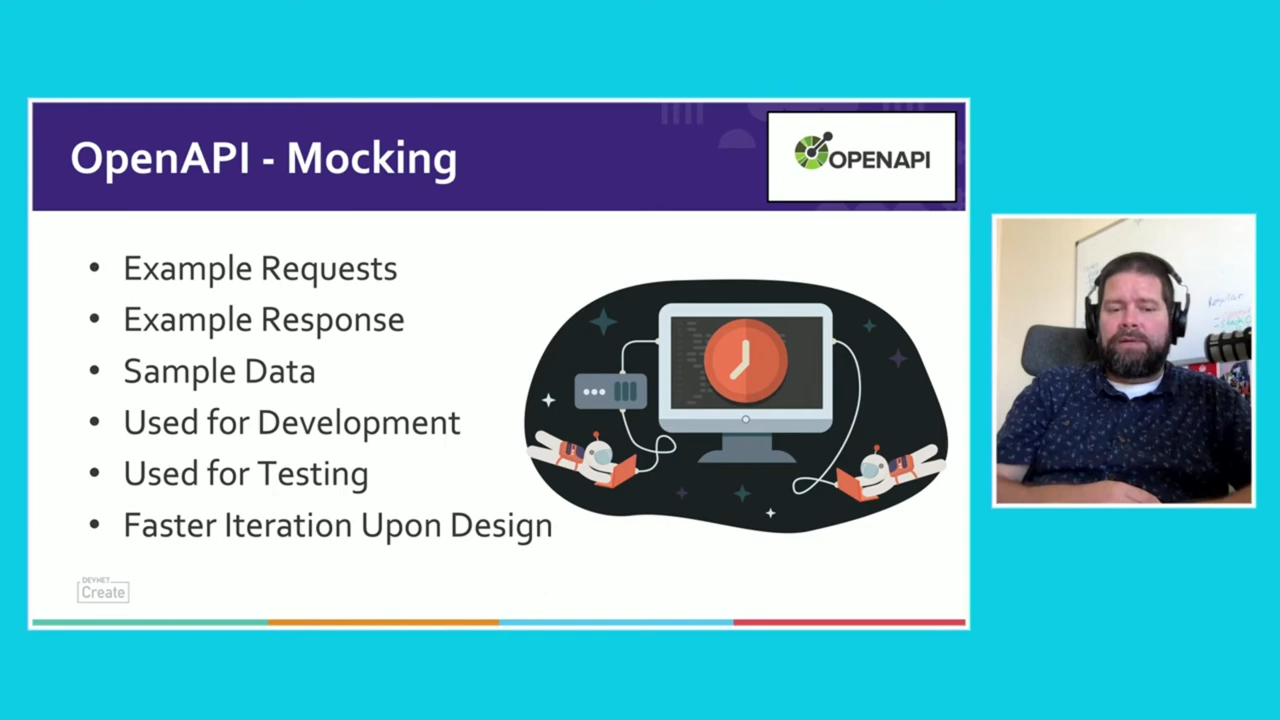 OpenAPI - Mocking
OPENAPI
• Example Requests
• Example Response
• Sample Data
• Used for Development
• Used for Testing
• Faster Iteration Upon Design
DEVNET
Create
Regular